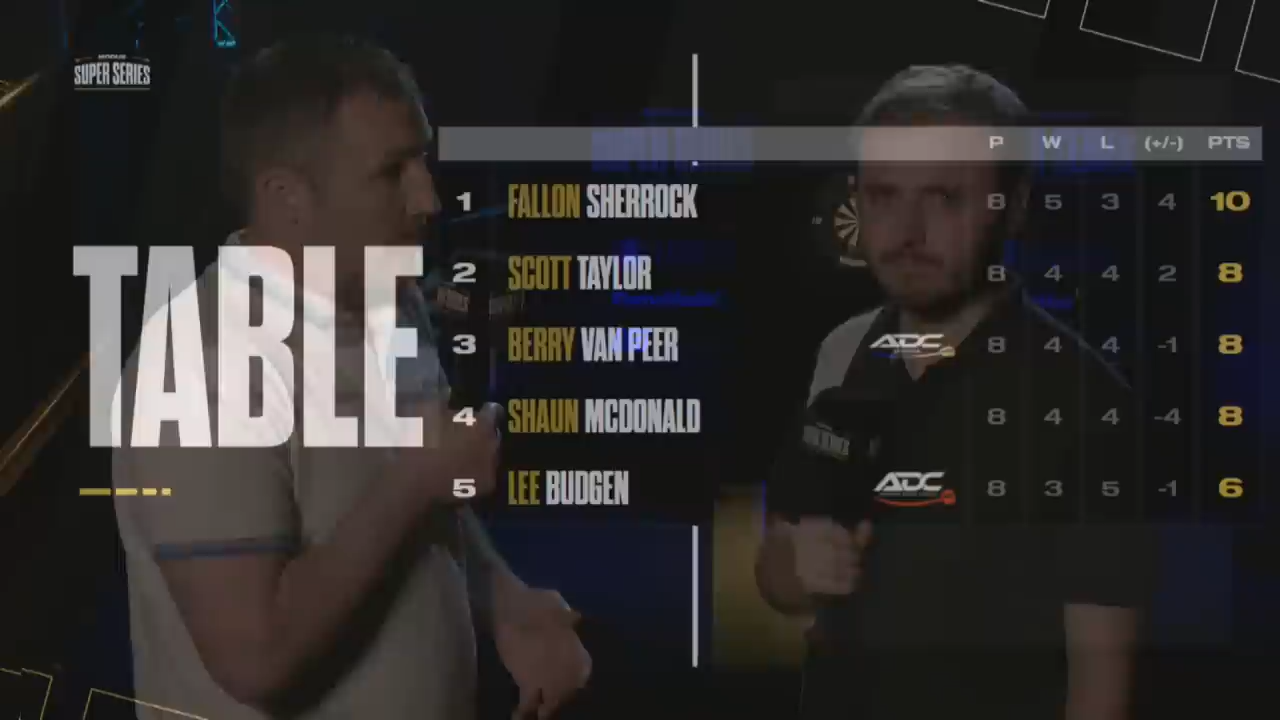 MODUS
SUPER SERIES
TABLE
P W L (+/-) PTS
1 FALLON SHERROCK 8 5 3 4 10
2 SCOTT TAYLOR 8 4 4 2 8
3 BERRY VAN PEER ADC 8 4 4 -1 8
4 SHAUN MCDONALD 8 4 4 -4 8
5 LEE BUDGEN ADC 8 3 5 -1 6